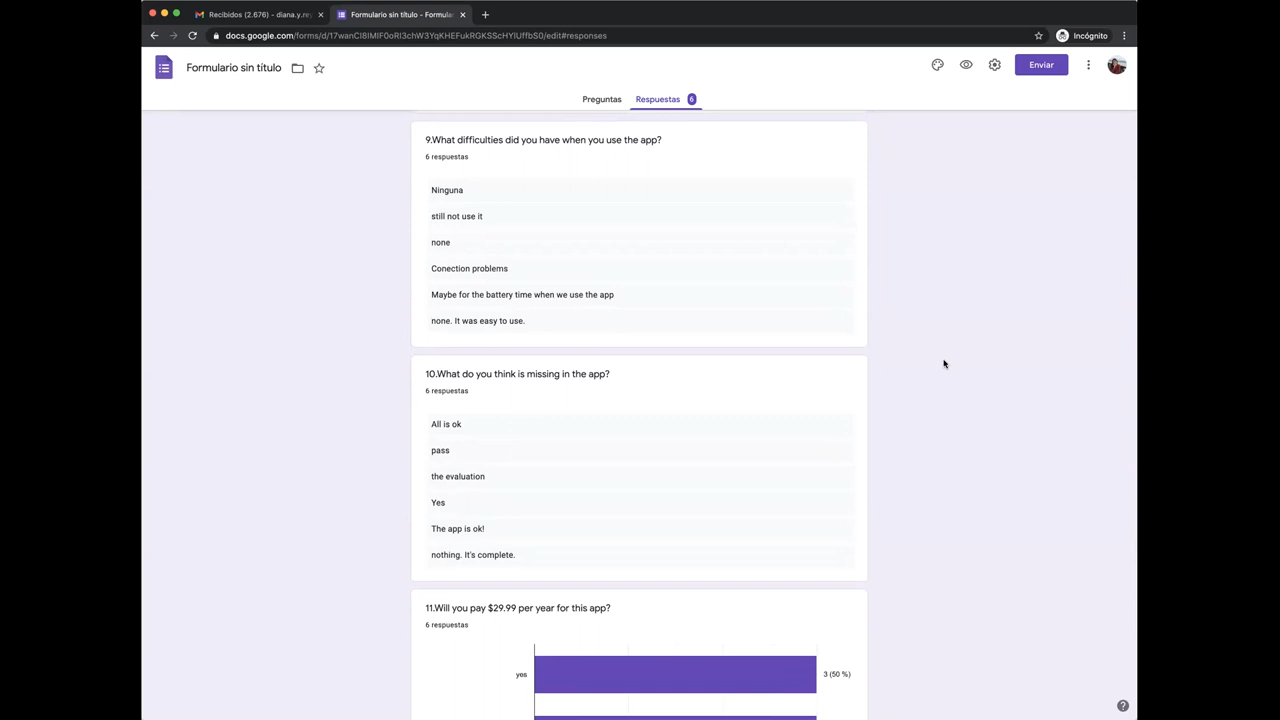 Recibidos (2.676) - diana.y.re
Formulario sin título - Formula
docs.google.com/forms/d/17wanCI8IMIF0oRI3chW3YqKHEFukRGKSScHYIUffbS0/edit#responses
Incógnito
Formulario sin título
Enviar
Preguntas
Respuestas 6
9.What difficulties did you have when you use the app?
6 respuestas
Ninguna
still not use it
none
Conection problems
Maybe for the battery time when we use the app
none. It was easy to use.
10.What do you think is missing in the app?
6 respuestas
All is ok
pass
the evaluation
Yes
The app is ok!
nothing. It's complete.
11.Will you pay $29.99 per year for this app?
6 respuestas
yes
3 (50 %)